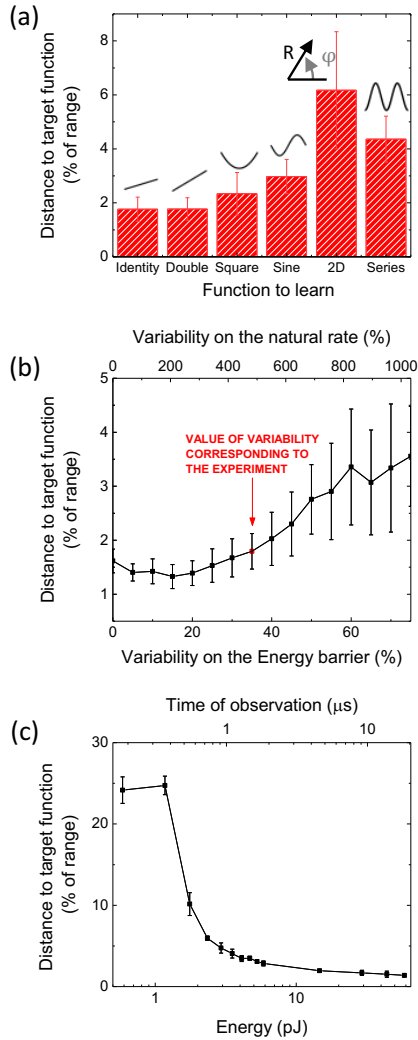 (a)
Distance to target function
(% of range)
8
6
4
2
0
R
φ
Identity Double Square Sine 2D Series
Function to learn
Variability on the natural rate (%)
0 200 400 600 800 1000
(b)
Distance to target function
(% of range)
5
4
3
2
1
VALUE OF VARIABILITY
CORRESPONDING TO
THE EXPERIMENT
0 20 40 60
Variability on the Energy barrier (%)
Time of observation (μs)
1 10
(c)
Distance to target function
(% of range)
30
20
10
0
1 10
Energy (pJ)